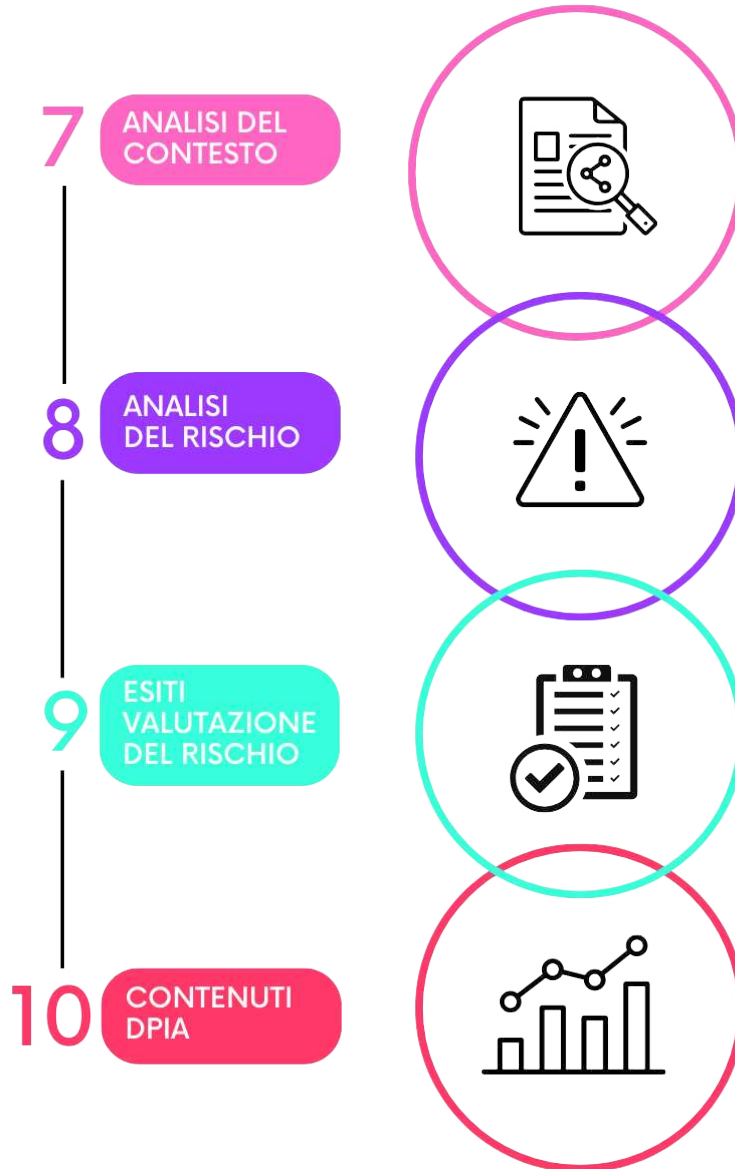 7
ANALISI DEL
CONTESTO
8
ANALISI
DEL RISCHIO
9
ESITI
VALUTAZIONE
DEL RISCHIO
10
CONTENUTI
DPIA